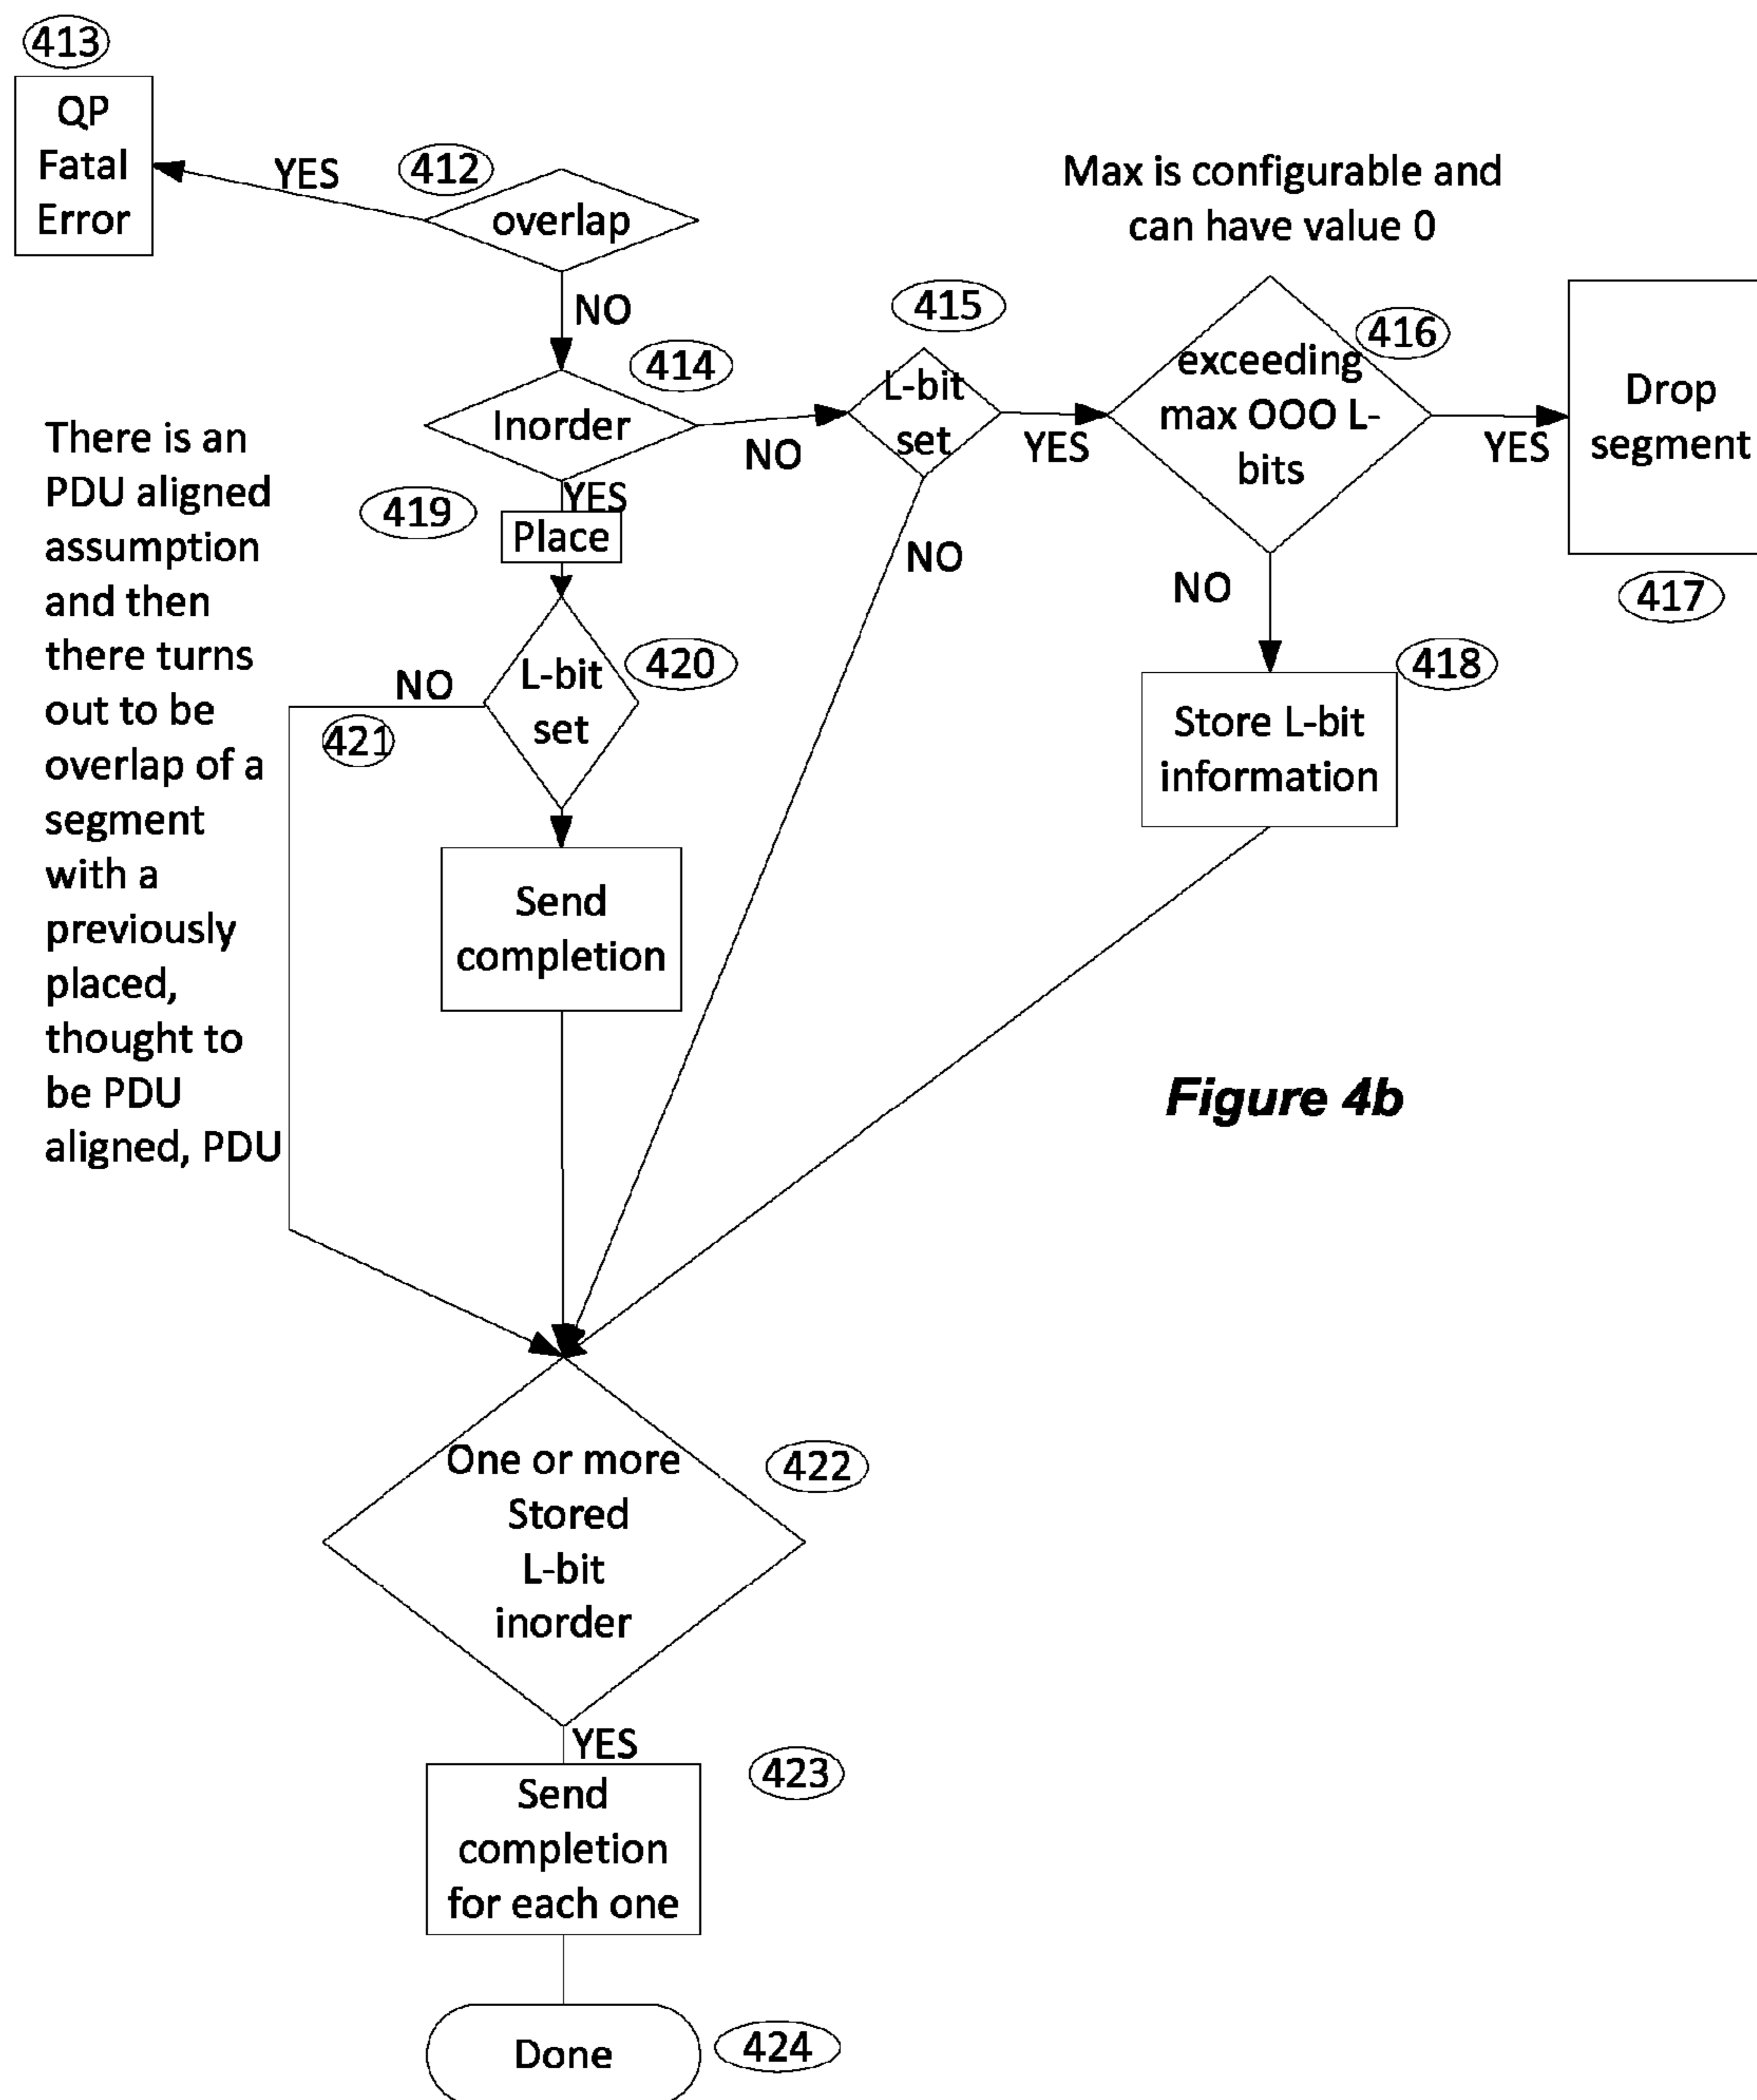 413
QP
Fatal
Error
YES
412
overlap
NO
Max is configurable and
can have value 0
414
Inorder
NO
415
L-bit
set
YES
416
exceeding
max OOO L-
bits
YES
Drop
segment
417
NO
418
Store L-bit
information
NO
There is an
PDU aligned
assumption
and then
there turns
out to be
overlap of a
segment
with a
previously
placed,
thought to
be PDU
aligned, PDU
YES
419
Place
420
L-bit
set
NO
421
Send
completion
Figure 4b
422
One or more
Stored
L-bit
inorder
YES
423
Send
completion
for each one
Done
424